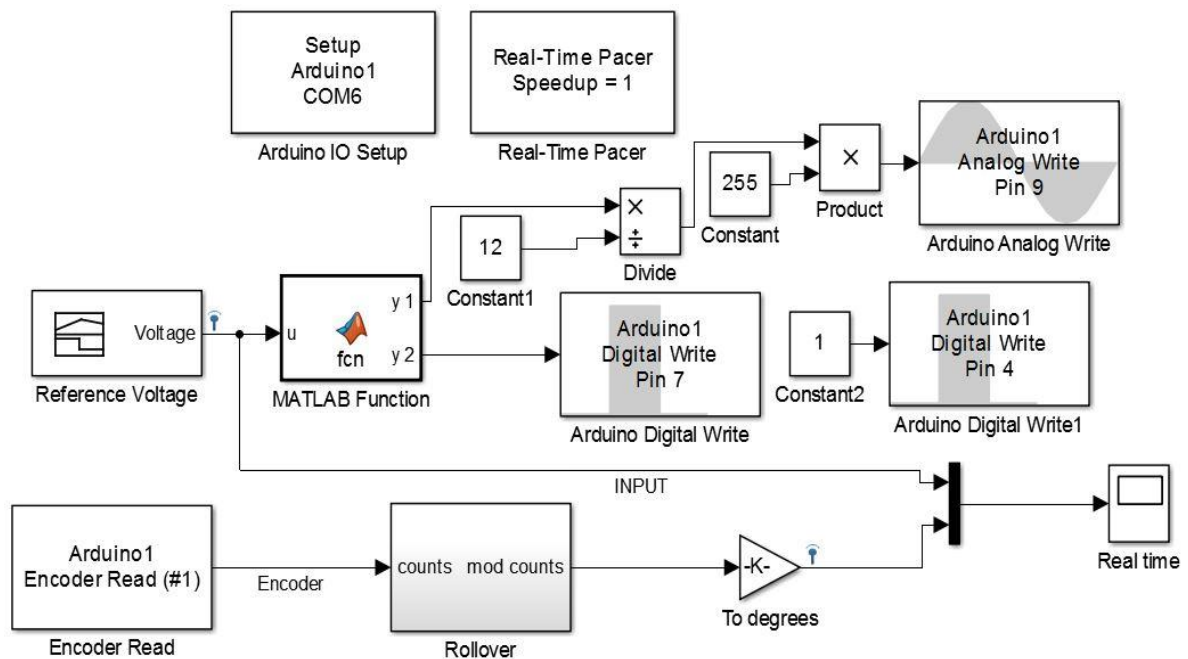 Setup
Arduino1
COM6
Arduino IO Setup
Real-Time Pacer
Speedup = 1
Real-Time Pacer
Voltage
Reference Voltage
u
fcn
y 1
y 2
MATLAB Function
12
Constant1
×
÷
Divide
255
Constant
×
Product
Arduino1
Analog Write
Pin 9
Arduino Analog Write
Arduino1
Digital Write
Pin 7
Arduino Digital Write
1
Constant2
Arduino1
Digital Write
Pin 4
Arduino Digital Write1
INPUT
Arduino1
Encoder Read (#1)
Encoder Read
Encoder
counts mod counts
Rollover
-K-
To degrees
Real time